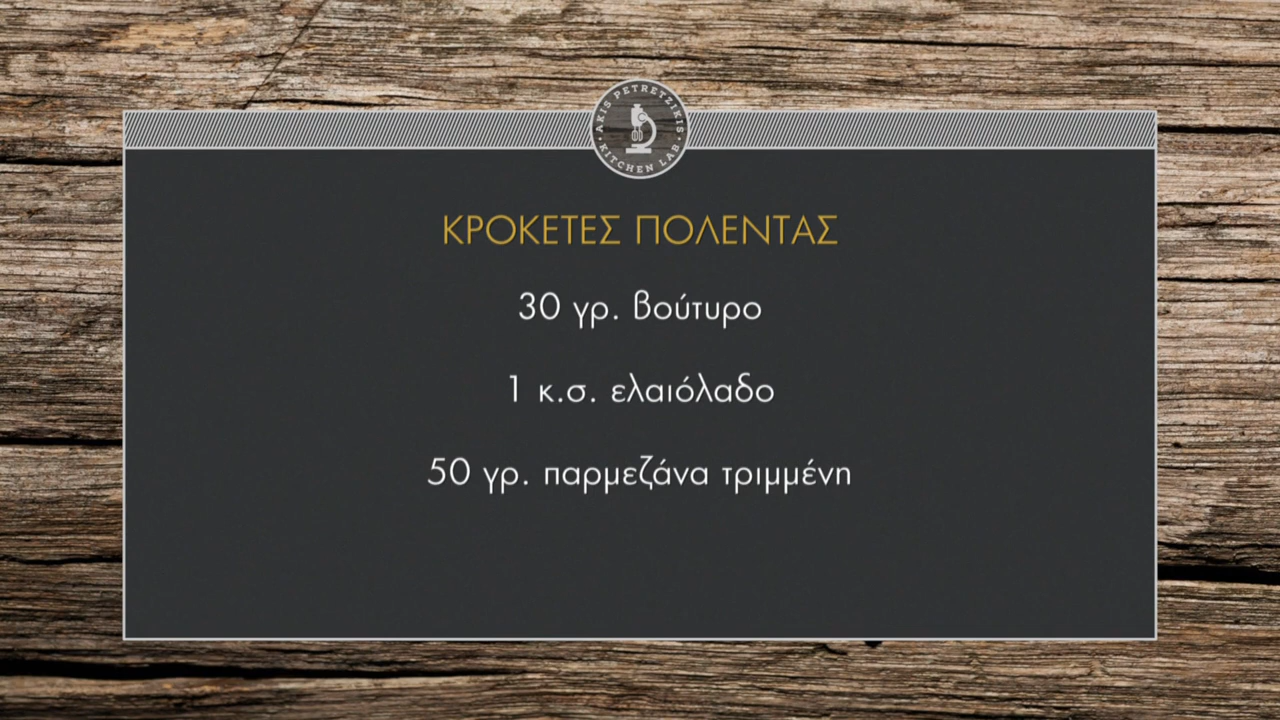 AKIS PETRETZIKIS
KITCHEN LAB
ΚΡΟΚΕΤΕΣ ΠΟΛΕΝΤΑΣ
30 γρ. βούτυρο
1 κ.σ. ελαιόλαδο
50 γρ. παρμεζάνα τριμμένη